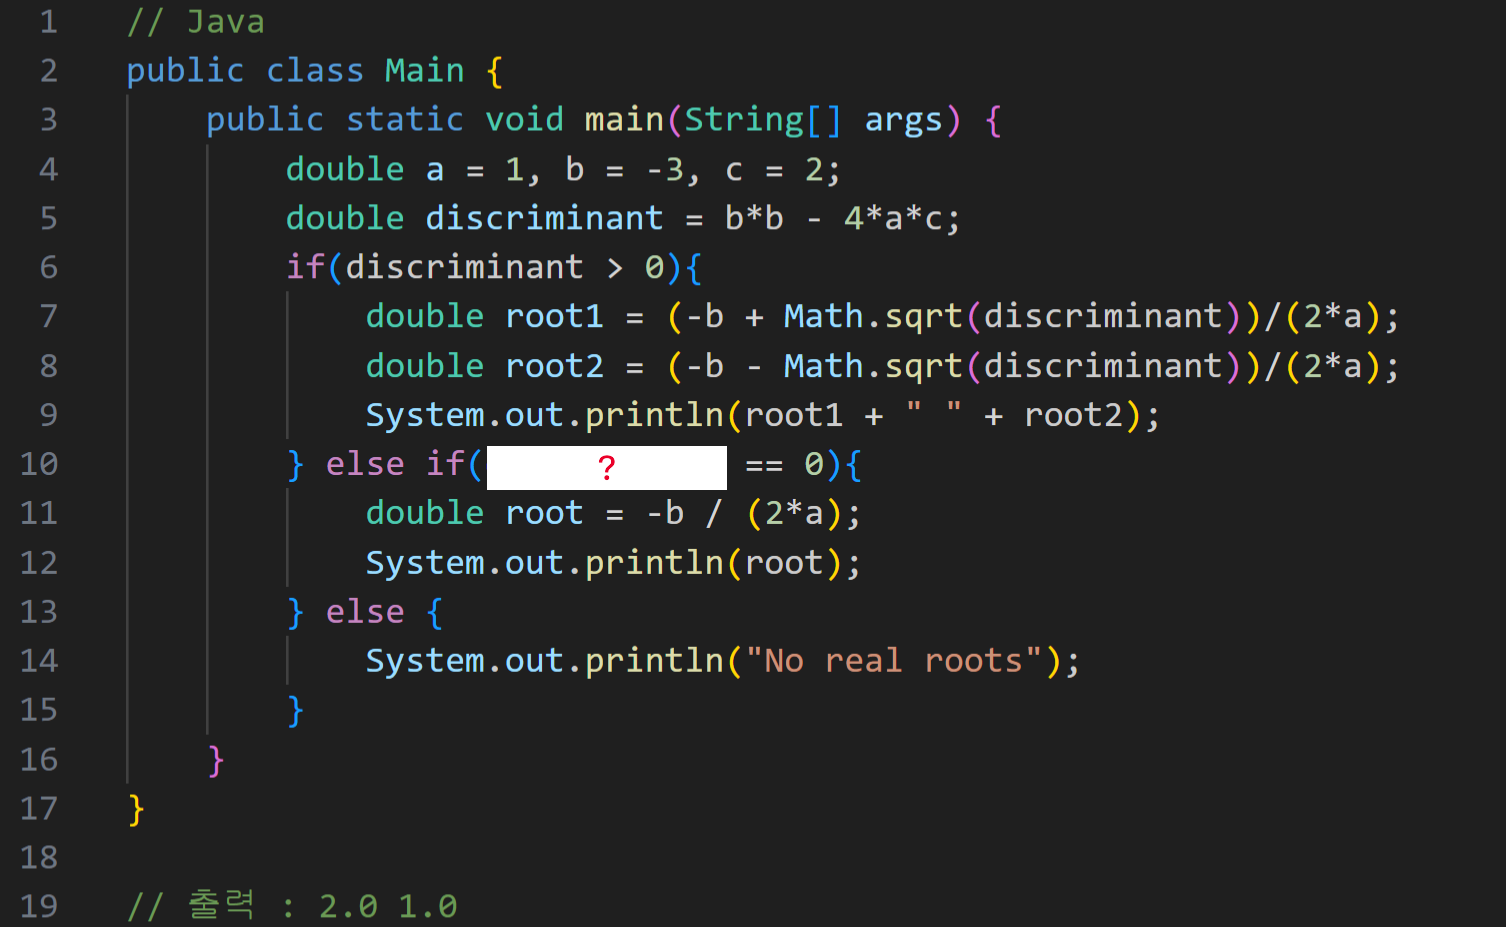 1 // Java
2 public class Main {
3 public static void main(String[] args) {
4 double a = 1, b = -3, c = 2;
5 double discriminant = b*b - 4*a*c;
6 if(discriminant > 0){
7 double root1 = (-b + Math.sqrt(discriminant))/(2*a);
8 double root2 = (-b - Math.sqrt(discriminant))/(2*a);
9 System.out.println(root1 + " " + root2);
10 } else if( ? == 0){
11 double root = -b / (2*a);
12 System.out.println(root);
13 } else {
14 System.out.println("No real roots");
15 }
16 }
17 }
18
19 // 출력 : 2.0 1.0